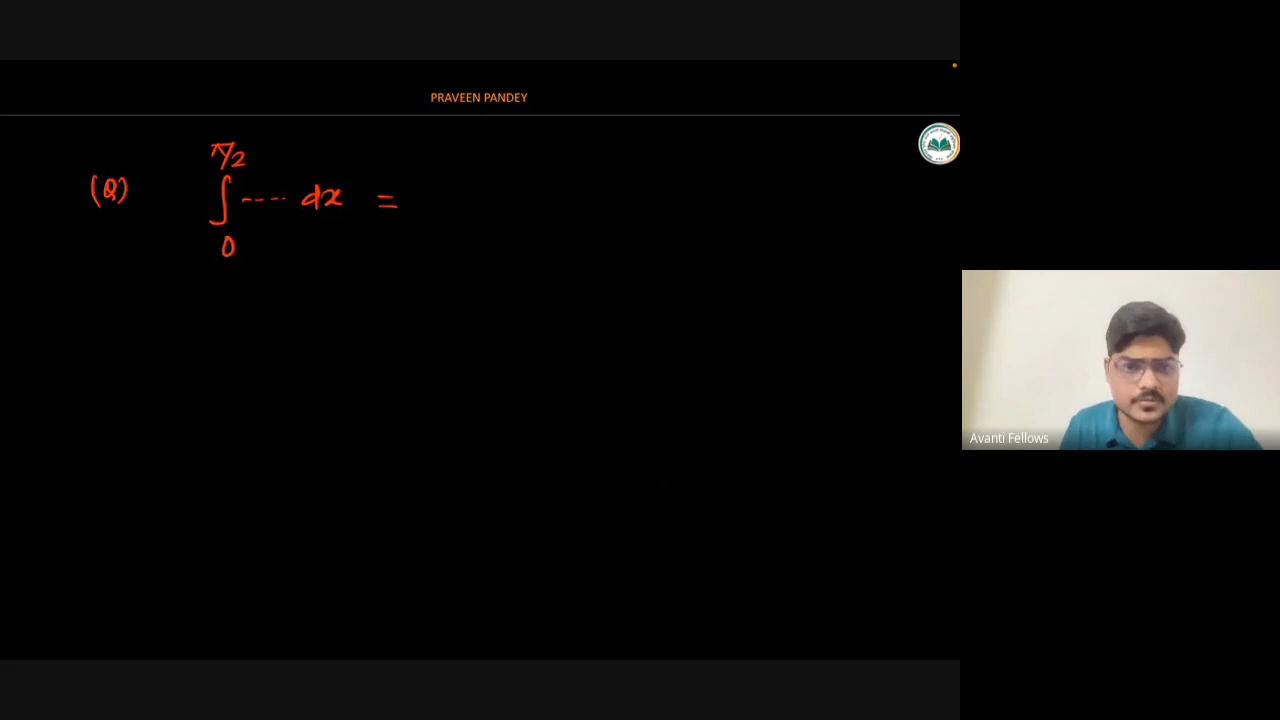 PRAVEEN PANDEY
(Q) ∫₀^{π/2} ---- dx =
Avanti Fellows